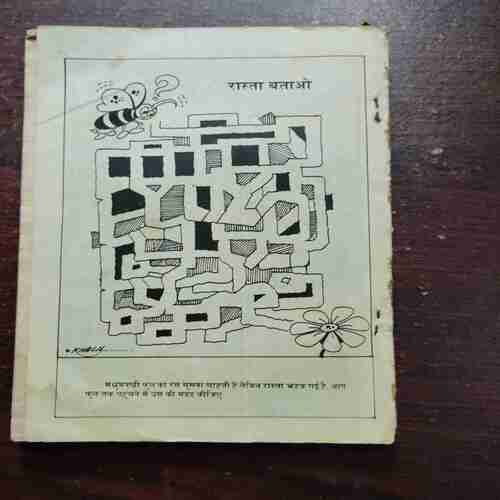 रास्ता बताओ
मधुमक्खी फूल का रस चूसना चाहती है लेकिन रास्ता भटक गई है. आप
फूल तक पहुंचने में उस की मदद कीजिए